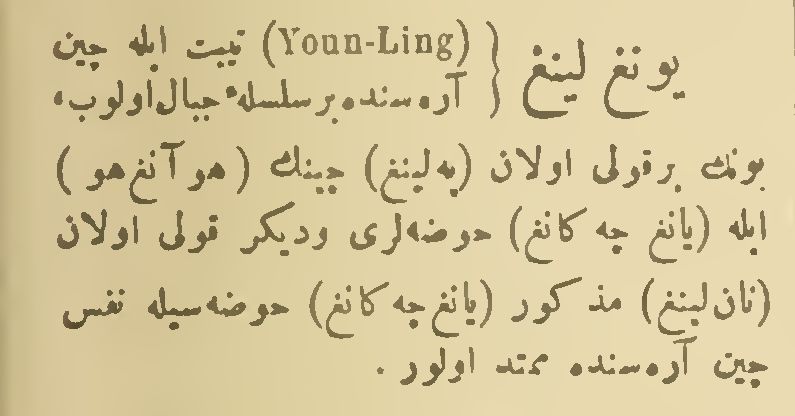 يونغ لينغ { (Youn-Ling) تيبت ايله چين
آره‌سنده برسلسلهٔ جبال اولوب،
بونك برقولی اولان (په‌لينغ) چينك (هوآنغ‌هو)
ايله (يانغ چه كانغ) حوضه‌لری وديكر قولی اولان
(نان‌لينغ) مذكور (يانغ چه كانغ) حوضه‌سيله نفس
چين آره‌سنده ممتد اولور.